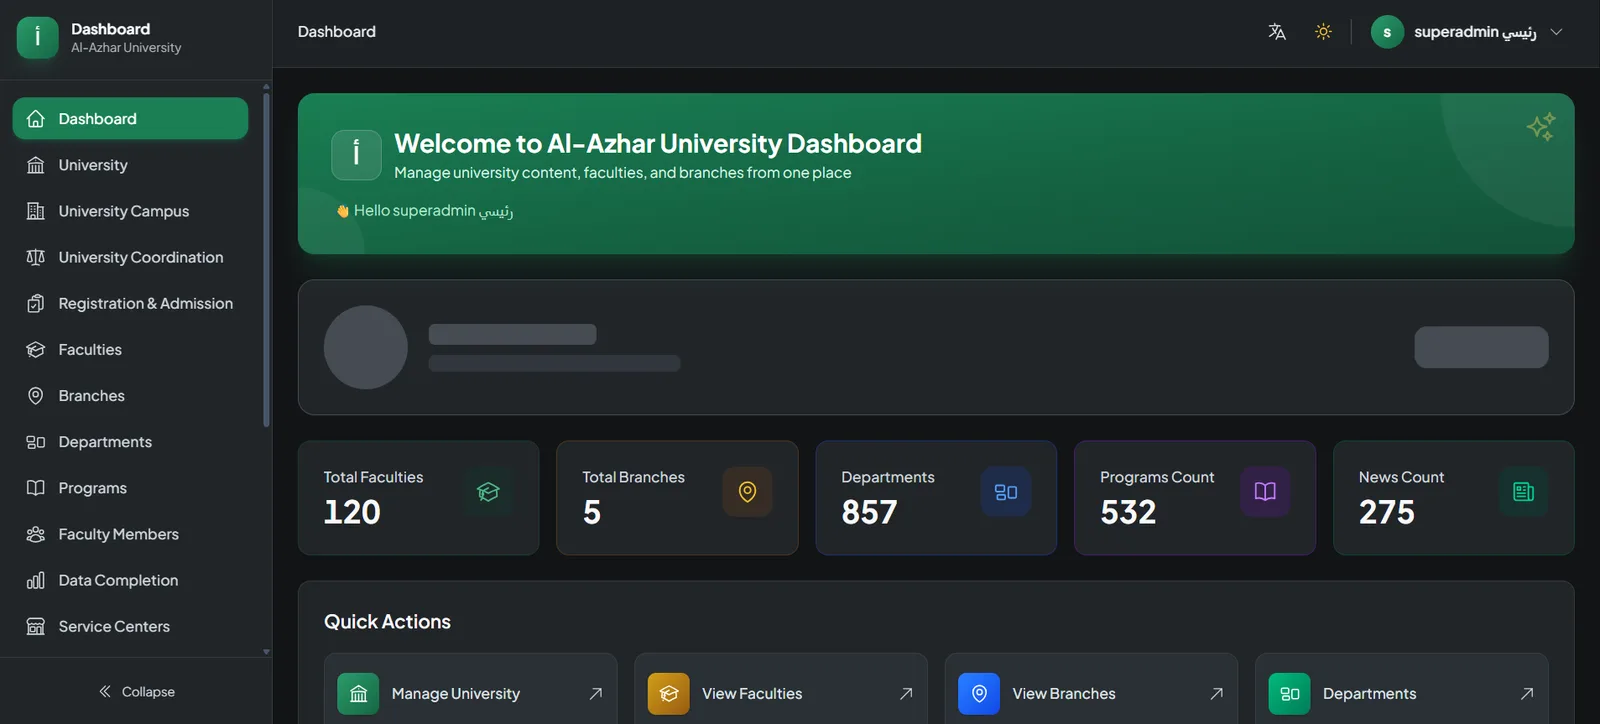 أ
Dashboard
Al-Azhar University
Dashboard
University
University Campus
University Coordination
Registration & Admission
Faculties
Branches
Departments
Programs
Faculty Members
Data Completion
Service Centers
Collapse
Dashboard
s
superadmin رئيسي
أ
Welcome to Al-Azhar University Dashboard
Manage university content, faculties, and branches from one place
👋 Hello superadmin رئيسي
Total Faculties
120
Total Branches
5
Departments
857
Programs Count
532
News Count
275
Quick Actions
Manage University
View Faculties
View Branches
Departments